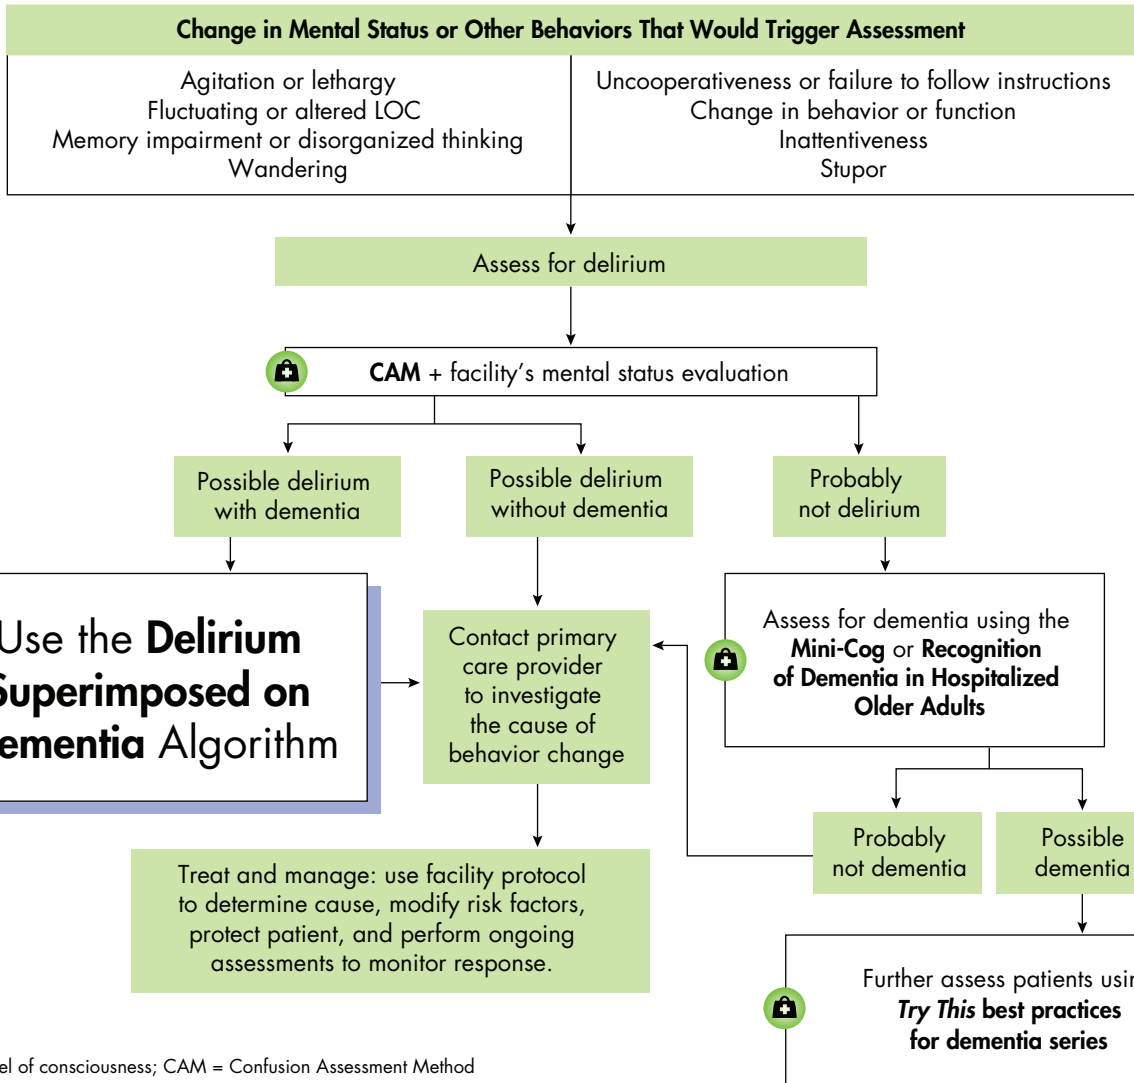 Change in Mental Status or Other Behaviors That Would Trigger Assessment
Agitation or lethargy
Fluctuating or altered LOC
Memory impairment or disorganized thinking
Wandering
Uncooperativeness or failure to follow instructions
Change in behavior or function
Inattentiveness
Stupor
Assess for delirium
CAM + facility’s mental status evaluation
Possible delirium
with dementia
Possible delirium
without dementia
Probably
not delirium
Use the Delirium
Superimposed on
Algorithm
Contact primary
care provider
to investigate
the cause of
behavior change
Assess for dementia using the
Mini-Cog or Recognition
of Dementia in Hospitalized
Older Adults
Probably
not dementia
Possible
dementia
Treat and manage: use facility protocol
to determine cause, modify risk factors,
protect patient, and perform ongoing
assessments to monitor response.
Further assess patients
Try This best practices
for dementia series
of consciousness; CAM = Confusion Assessment Method